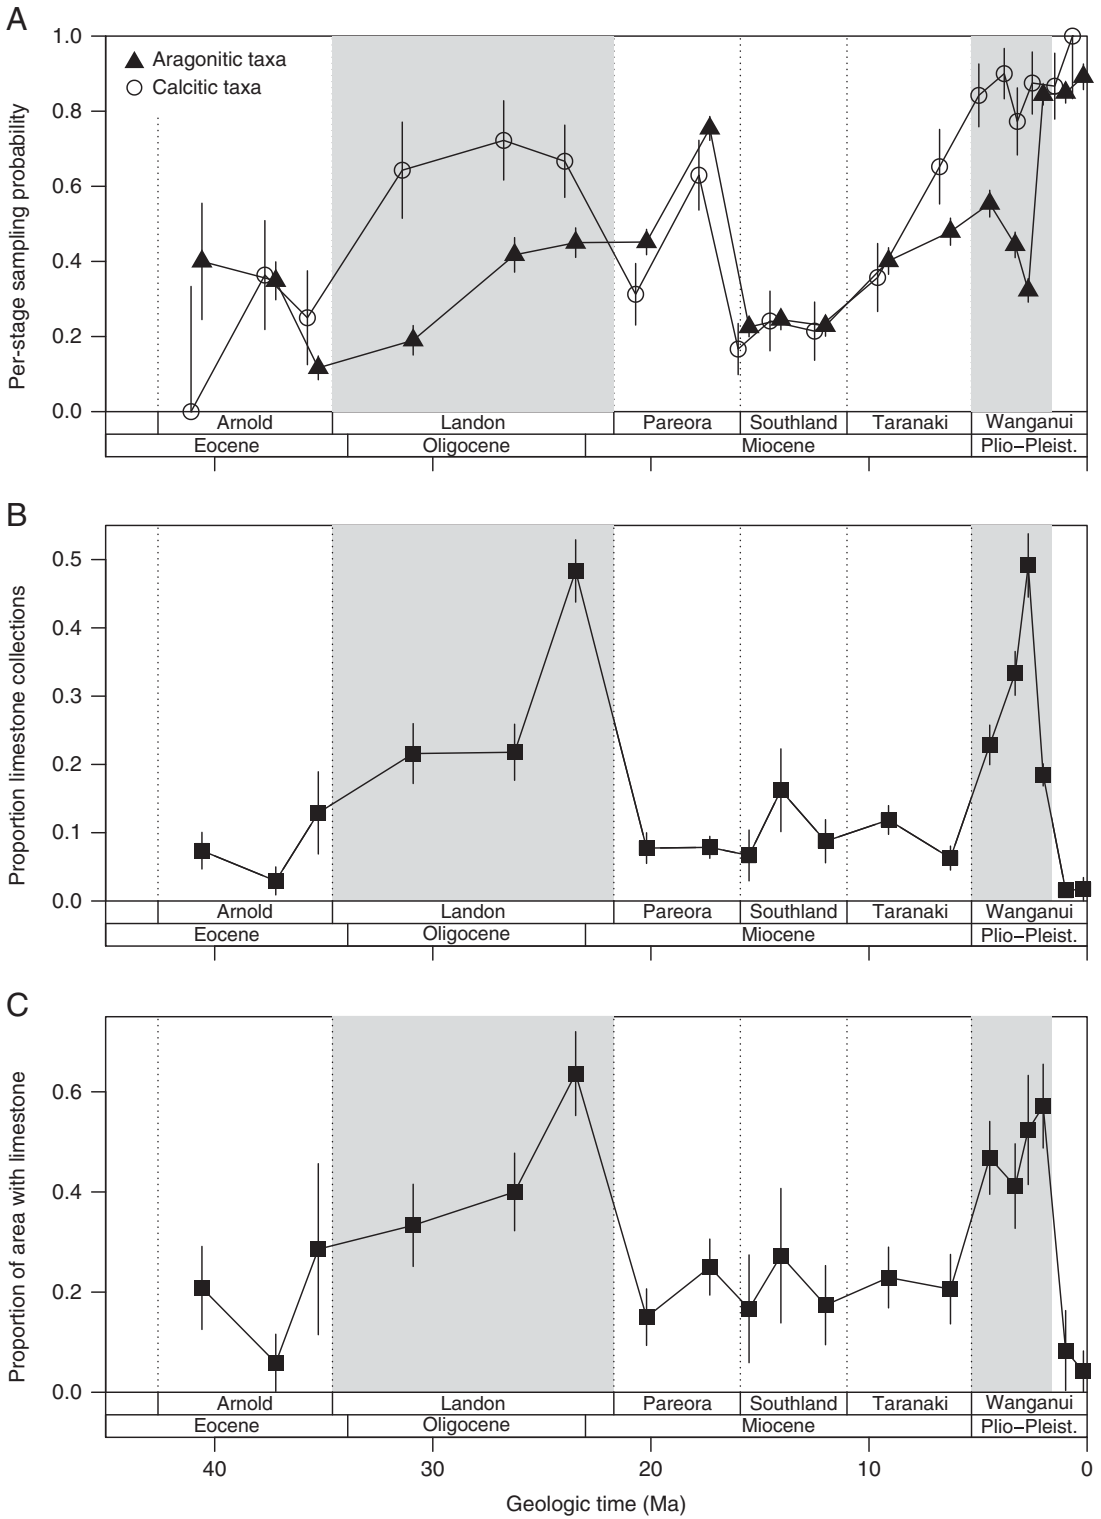 A
Per-stage sampling probability
1.0
0.8
0.6
0.4
0.2
0.0
Aragonitic taxa
Calcitic taxa
Arnold Landon Pareora Southland Taranaki Wanganui
Eocene Oligocene Miocene Plio–Pleist.
B
Proportion limestone collections
0.5
0.4
0.3
0.2
0.1
0.0
Arnold Landon Pareora Southland Taranaki Wanganui
Eocene Oligocene Miocene Plio–Pleist.
C
Proportion of area with limestone
0.6
0.4
0.2
0.0
Arnold Landon Pareora Southland Taranaki Wanganui
Eocene Oligocene Miocene Plio–Pleist.
40 30 20 10 0
Geologic time (Ma)